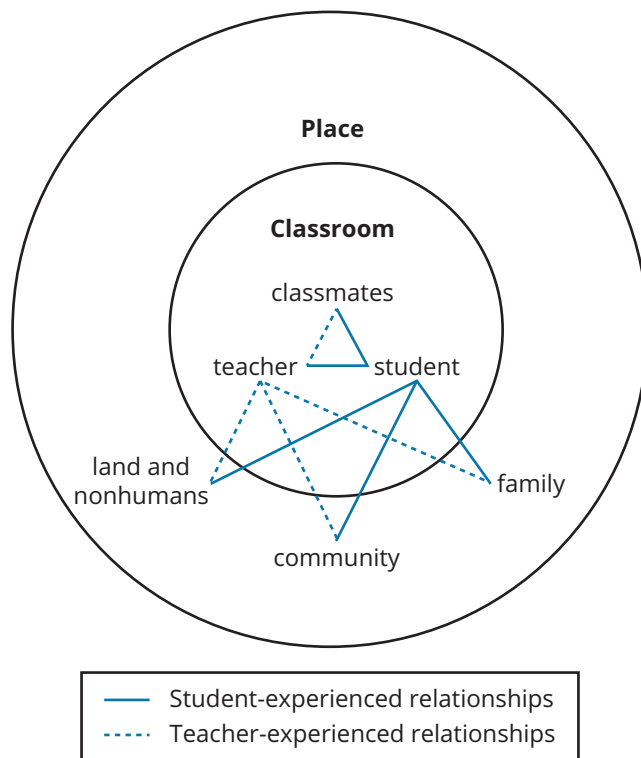 Place
Classroom
classmates
teacher
student
land and
nonhumans
family
community
Student-experienced relationships
Teacher-experienced relationships